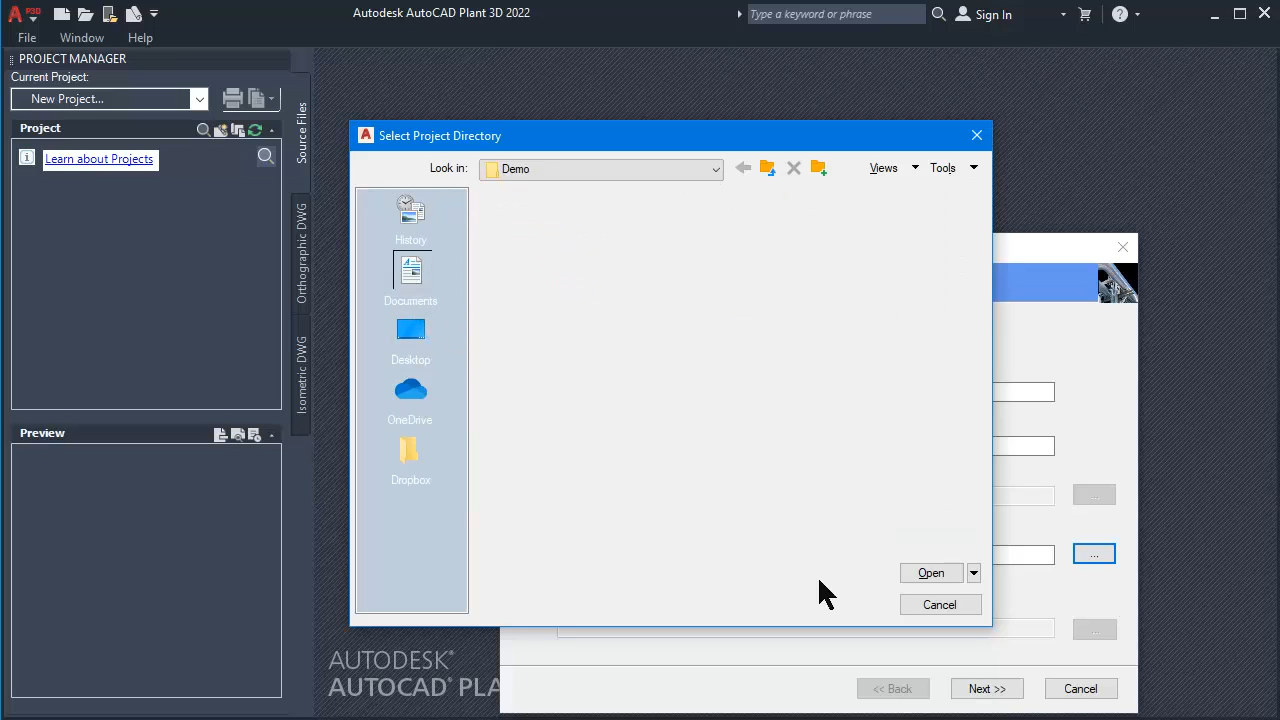 P3D
Autodesk AutoCAD Plant 3D 2022
Type a keyword or phrase
Sign In
File
Window
Help
PROJECT MANAGER
Current Project:
New Project...
Project
Learn about Projects
Source Files
Orthographic DWG
Isometric DWG
Preview
Select Project Directory
Look in:
Demo
Views
Tools
History
Documents
Desktop
OneDrive
Dropbox
Open
Cancel
...
...
...
<< Back
Next >>
Cancel
AUTODESK®
AUTOCAD PLA